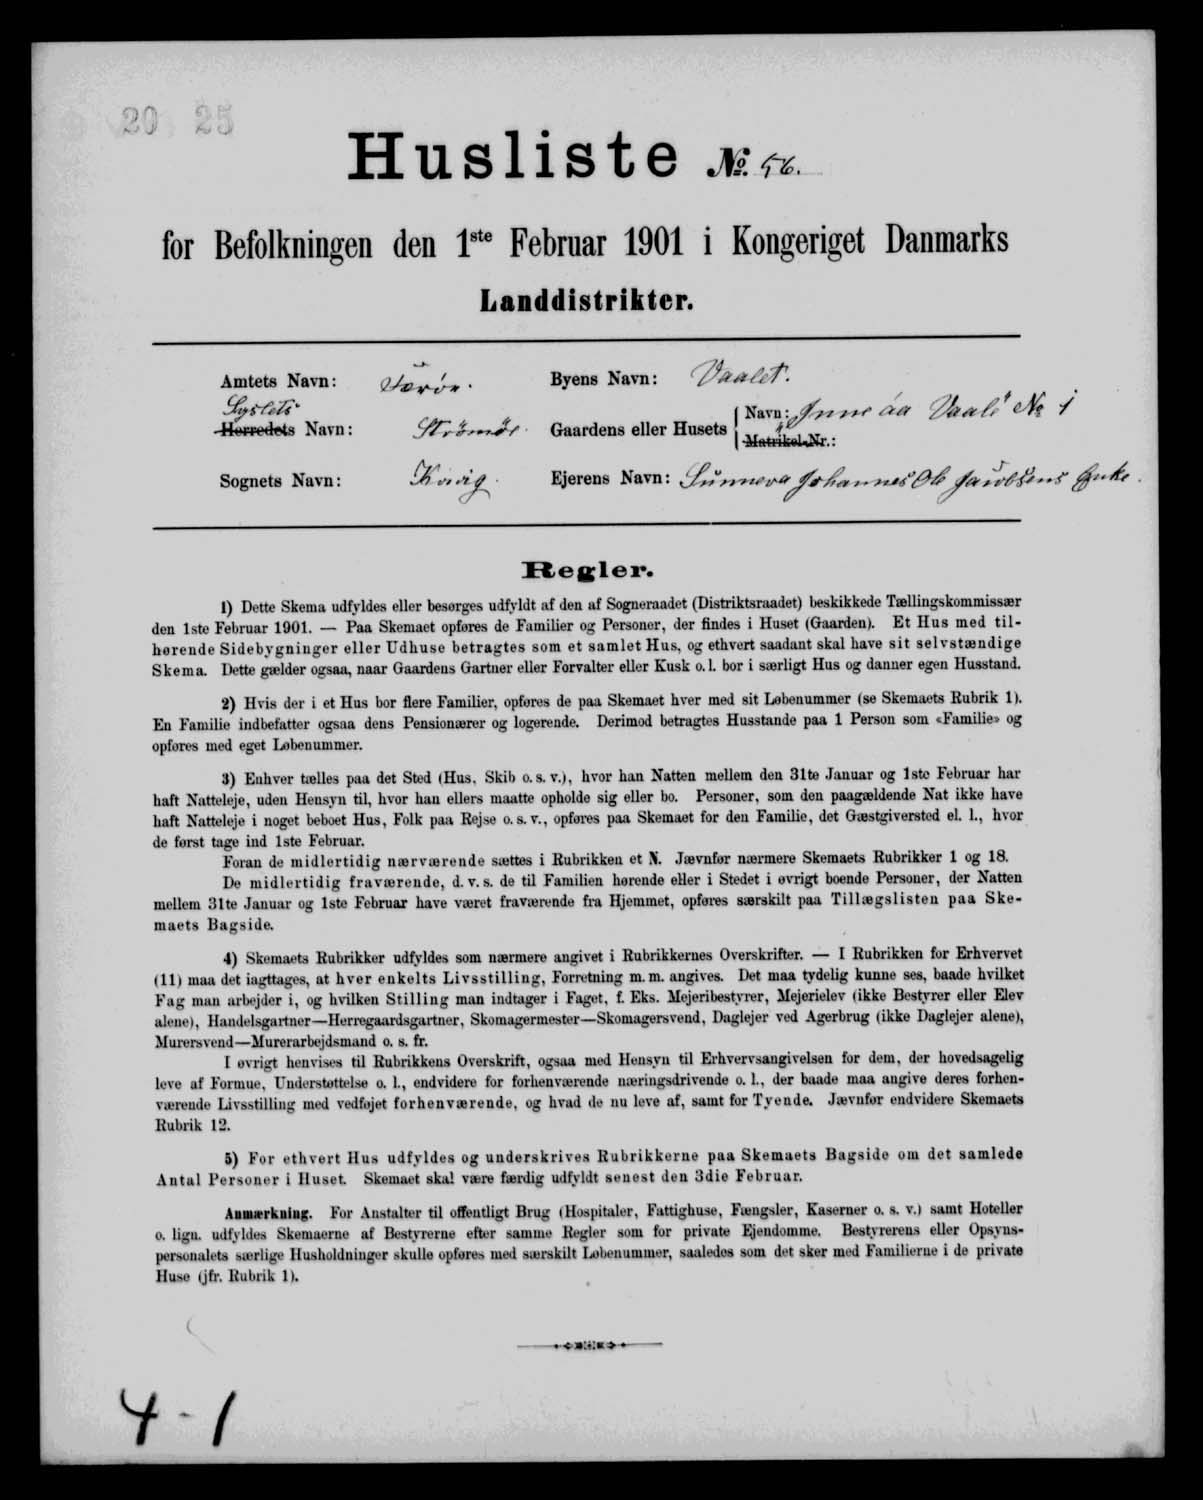 20 25
Husliste No. 56.
for Befolkningen den 1ste Februar 1901 i Kongeriget Danmarks
Landdistrikter.
Amtets Navn: Færöe. Byens Navn: Vaalet.
Syslets
Herredets Navn: Strömöe. Gaardens eller Husets Navn: Inne áa Vaale No 1
Matrikel-Nr.:
Sognets Navn: Kvivig. Ejerens Navn: Sunneva Johannes Ole Jacobsens Enke.
Regler.
1) Dette Skema udfyldes eller besørges udfyldt af den af Sogneraadet (Distriktsraadet) beskikkede Tællingskommissær
den 1ste Februar 1901. — Paa Skemaet opføres de Familier og Personer, der findes i Huset (Gaarden). Et Hus med til-
hørende Sidebygninger eller Udhuse betragtes som et samlet Hus, og ethvert saadant skal have sit selvstændige
Skema. Dette gælder ogsaa, naar Gaardens Gartner eller Forvalter eller Kusk o. l. bor i særligt Hus og danner egen Husstand.
2) Hvis der i et Hus bor flere Familier, opføres de paa Skemaet hver med sit Løbenummer (se Skemaets Rubrik 1).
En Familie indbefatter ogsaa dens Pensionærer og logerende. Derimod betragtes Husstande paa 1 Person som «Familie» og
opføres med eget Løbenummer.
3) Enhver tælles paa det Sted (Hus, Skib o. s. v.), hvor han Natten mellem den 31te Januar og 1ste Februar har
haft Natteleje, uden Hensyn til, hvor han ellers maatte opholde sig eller bo. Personer, som den paagældende Nat ikke have
haft Natteleje i noget beboet Hus, Folk paa Rejse o. s. v., opføres paa Skemaet for den Familie, det Gæstgiversted el. l., hvor
de først tage ind 1ste Februar.
Foran de midlertidig nærværende sættes i Rubrikken et N. Jævnfør nærmere Skemaets Rubrikker 1 og 18.
De midlertidig fraværende, d. v. s. de til Familien hørende eller i Stedet i øvrigt boende Personer, der Natten
mellem 31te Januar og 1ste Februar have været fraværende fra Hjemmet, opføres særskilt paa Tillægslisten paa Ske-
maets Bagside.
4) Skemaets Rubrikker udfyldes som nærmere angivet i Rubrikkernes Overskrifter. — I Rubrikken for Erhvervet
(11) maa det iagttages, at hver enkelts Livsstilling, Forretning m. m. angives. Det maa tydelig kunne ses, baade hvilket
Fag man arbejder i, og hvilken Stilling man indtager i Faget, f. Eks. Mejeribestyrer, Mejerielev (ikke Bestyrer eller Elev
alene), Handelsgartner—Herregaardsgartner, Skomagermester—Skomagersvend, Daglejer ved Agerbrug (ikke Daglejer alene),
Murersvend—Murerarbejdsmand o. s. fr.
I øvrigt henvises til Rubrikkens Overskrift, ogsaa med Hensyn til Erhvervsangivelsen for dem, der hovedsagelig
leve af Formue, Understøttelse o. l., endvidere for forhenværende næringsdrivende o. l., der baade maa angive deres forhen-
værende Livsstilling med vedføjet forhenværende, og hvad de nu leve af, samt for Tyende. Jævnfør endvidere Skemaets
Rubrik 12.
5) For ethvert Hus udfyldes og underskrives Rubrikkerne paa Skemaets Bagside om det samlede
Antal Personer i Huset. Skemaet skal være færdig udfyldt senest den 3die Februar.
Anmærkning. For Anstalter til offentligt Brug (Hospitaler, Fattighuse, Fængsler, Kaserner o. s. v.) samt Hoteller
o. lign. udfyldes Skemaerne af Bestyrerne efter samme Regler som for private Ejendomme. Bestyrerens eller Opsyns-
personalets særlige Husholdninger skulle opføres med særskilt Løbenummer, saaledes som det sker med Familierne i de private
Huse (jfr. Rubrik 1).
4-1